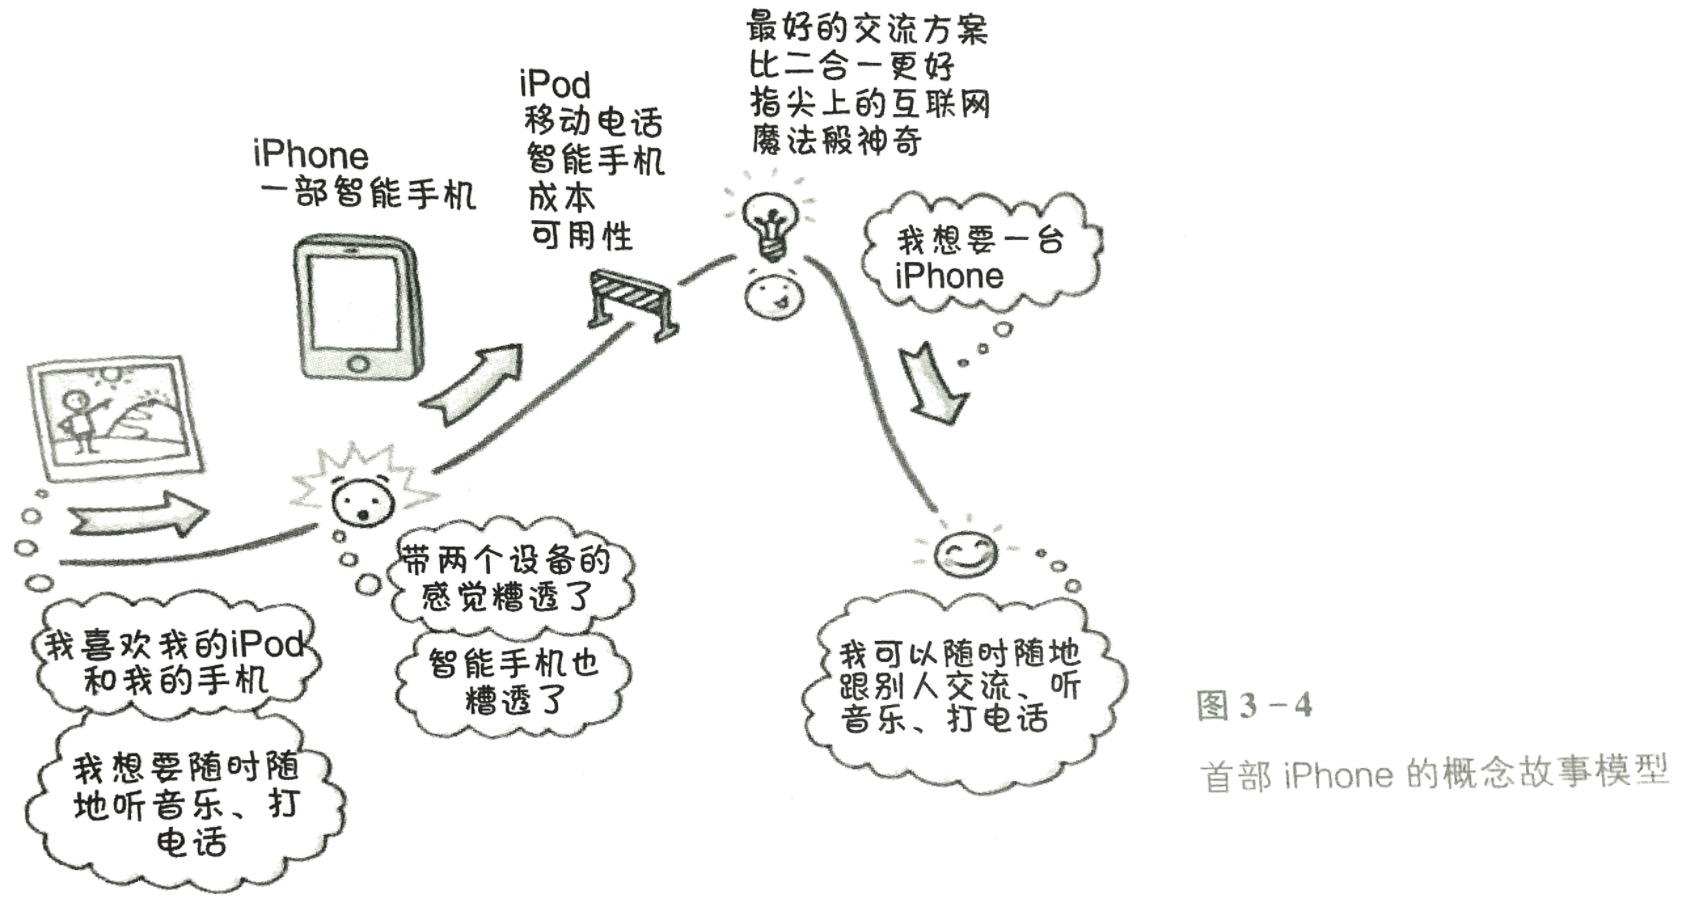 我喜欢我的iPod
和我的手机
我想要随时随
地听音乐、打
电话
iPhone
一部智能手机
带两个设备的
感觉糟透了
智能手机也
糟透了
iPod
移动电话
智能手机
成本
可用性
最好的交流方案
比二合一更好
指尖上的互联网
魔法般神奇
我想要一台
iPhone
我可以随时随地
跟别人交流、听
音乐、打电话
图3-4
首部 iPhone 的概念故事模型